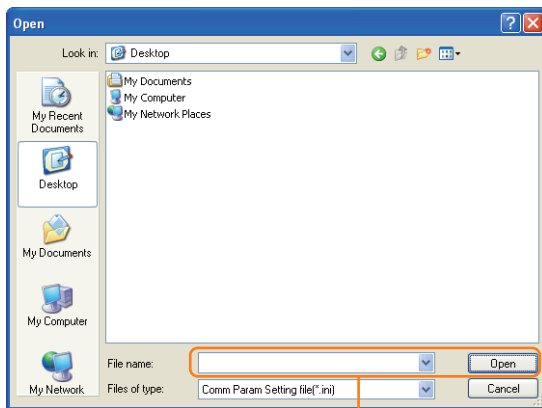 Open
Look in: Desktop
My Documents
My Computer
My Network Places
My Recent
Documents
Desktop
My Documents
My Computer
My Network
File name: Open
Files of type: Comm Param Setting file(*.ini) Cancel